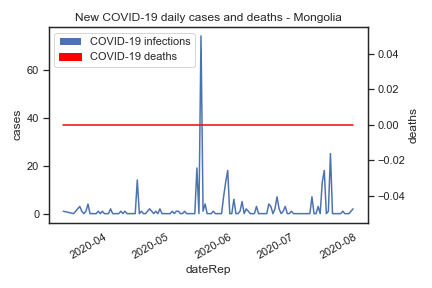 New COVID-19 daily cases and deaths - Mongolia
COVID-19 infections
COVID-19 deaths
60
40
20
0
cases
0.04
0.02
0.00
−0.02
−0.04
deaths
2020-04
2020-05
2020-06
2020-07
2020-08
dateRep